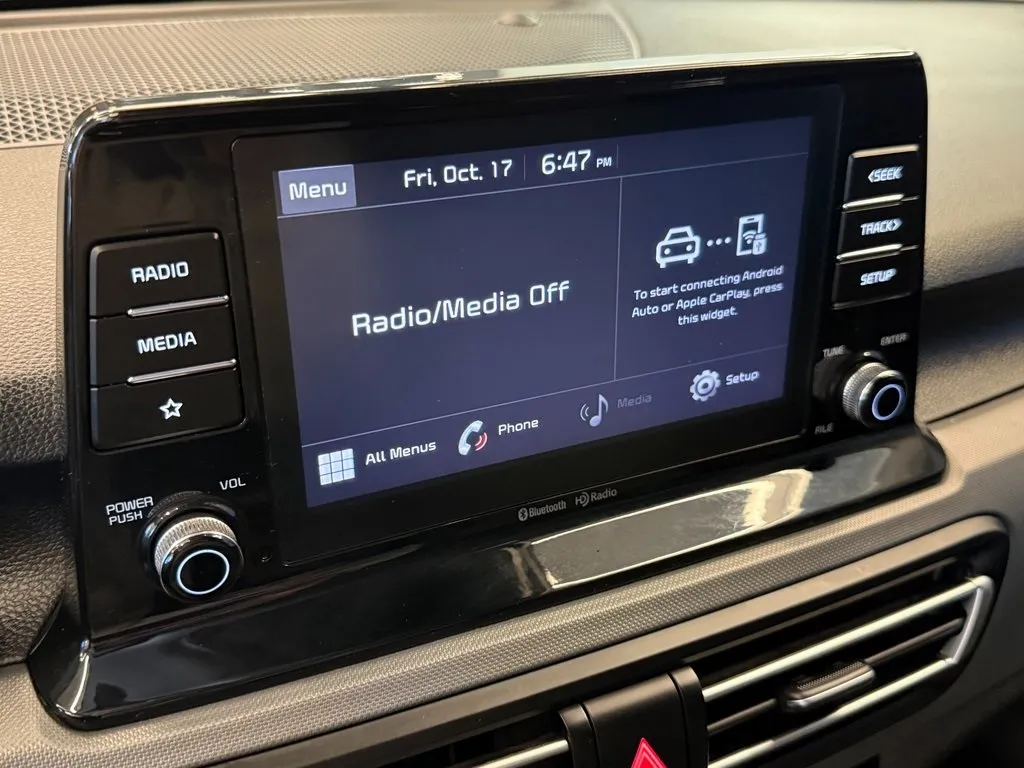 Menu
Fri, Oct. 17
6:47 PM
Radio/Media Off
To start connecting Android
Auto or Apple CarPlay, press
this widget.
All Menus
Phone
Media
Setup
RADIO
MEDIA
POWER
PUSH
VOL
<SEEK
TRACK>
SETUP
TUNE
ENTER
FILE
Bluetooth
HD Radio